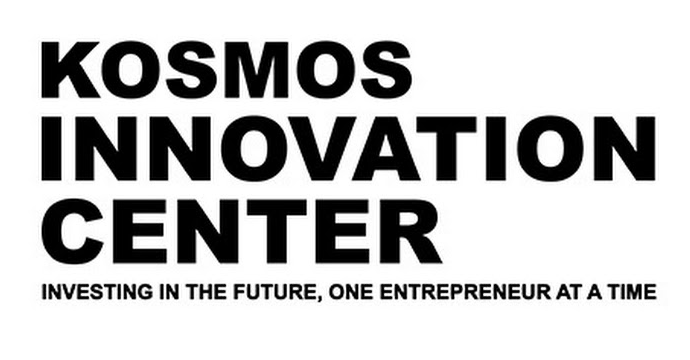 KOSMOS
INNOVATION
CENTER
INVESTING IN THE FUTURE, ONE ENTREPRENEUR AT A TIME